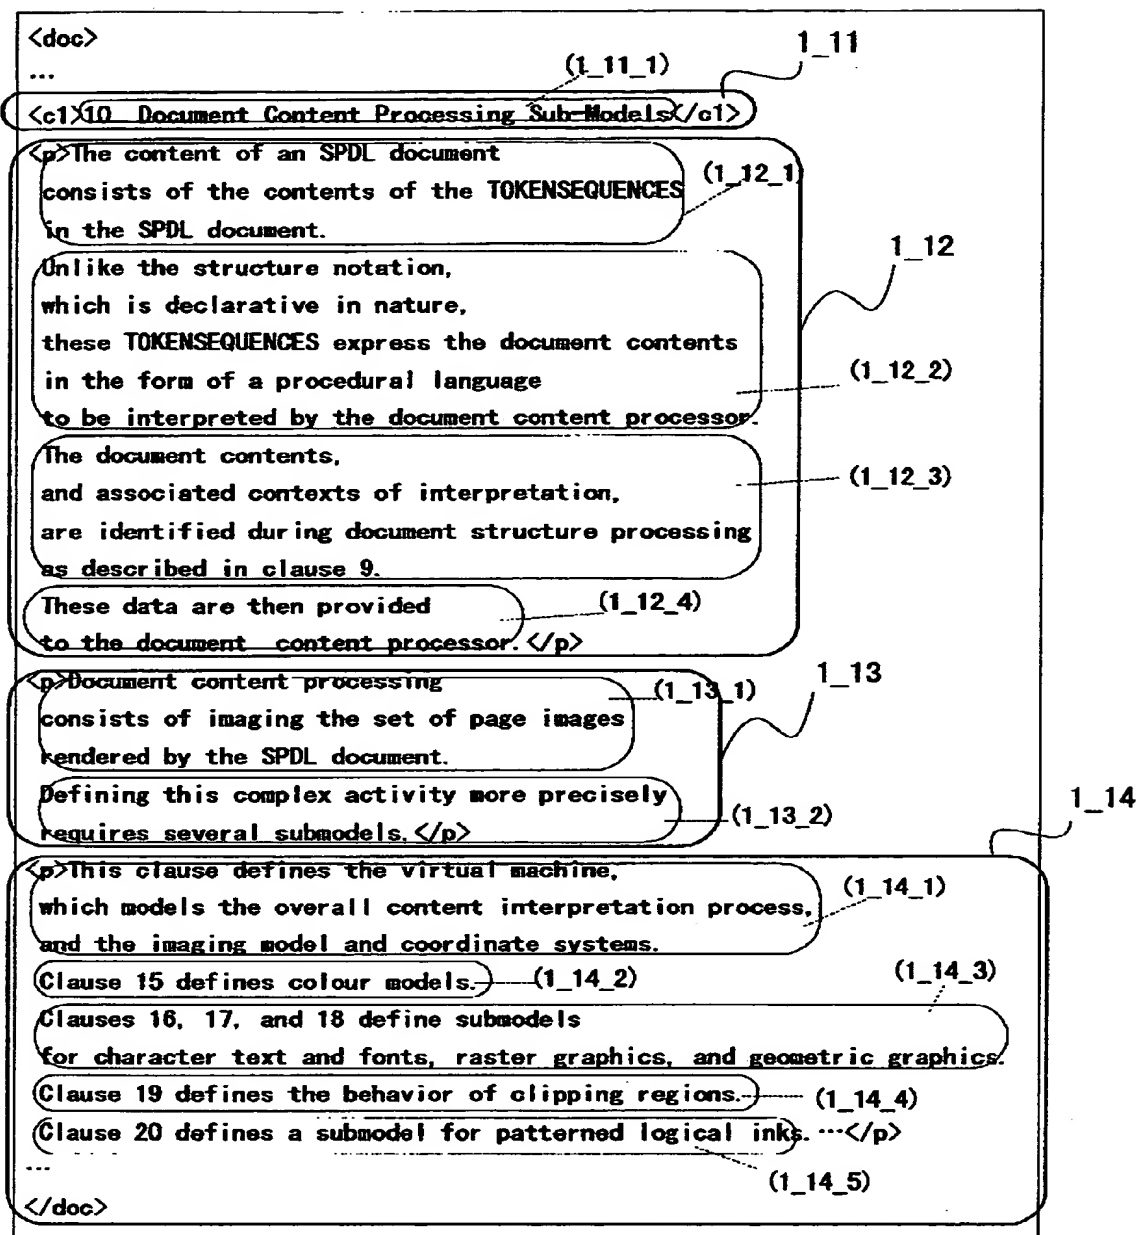 <doc>
1_11
...
(1_11_1)
<c1>10 Document Content Processing Sub-Models</c1>
<p>The content of an SPDL document
consists of the contents of the TOKENSEQUENCES
(1_12_1)
in the SPDL document.
1_12
Unlike the structure notation,
which is declarative in nature,
these TOKENSEQUENCES express the document contents
in the form of a procedural language
(1_12_2)
to be interpreted by the document content processor.
The document contents,
and associated contexts of interpretation,
(1_12_3)
are identified during document structure processing
as described in clause 9.
These data are then provided
(1_12_4)
to the document content processor.</p>
<p>Document content processing
(1_13_1)
1_13
consists of imaging the set of page images
rendered by the SPDL document.
Defining this complex activity more precisely
1_14
requires several submodels.</p>
(1_13_2)
<p>This clause defines the virtual machine,
(1_14_1)
which models the overall content interpretation process,
and the imaging model and coordinate systems.
Clause 15 defines colour models.
(1_14_2)
(1_14_3)
Clauses 16, 17, and 18 define submodels
for character text and fonts, raster graphics, and geometric graphics.
Clause 19 defines the behavior of clipping regions.
(1_14_4)
Clause 20 defines a submodel for patterned logical inks. ...</p>
...
(1_14_5)
</doc>